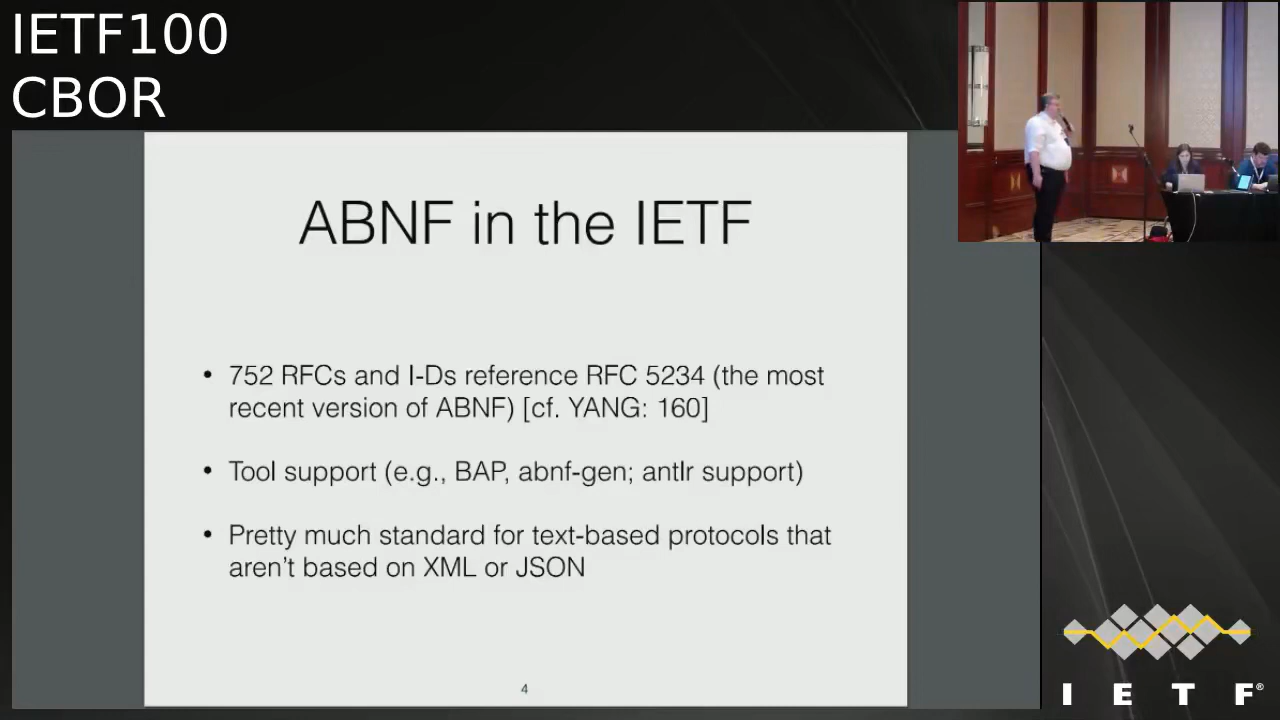 IETF100
CBOR
ABNF in the IETF
• 752 RFCs and I-Ds reference RFC 5234 (the most
recent version of ABNF) [cf. YANG: 160]
• Tool support (e.g., BAP, abnf-gen; antlr support)
• Pretty much standard for text-based protocols that
aren’t based on XML or JSON
4
I E T F®